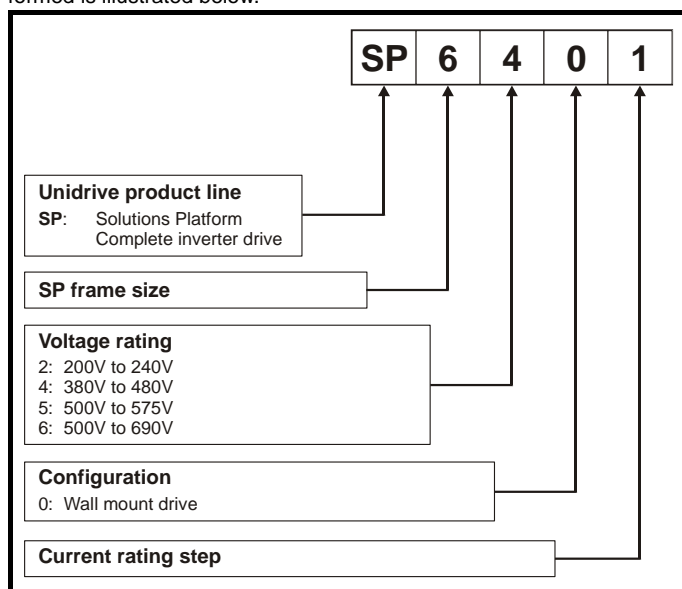 formed is illustrated below.
SP 6 4 0 1
Unidrive product line
SP: Solutions Platform
Complete inverter drive
SP frame size
Voltage rating
2: 200V to 240V
4: 380V to 480V
5: 500V to 575V
6: 500V to 690V
Configuration
0: Wall mount drive
Current rating step